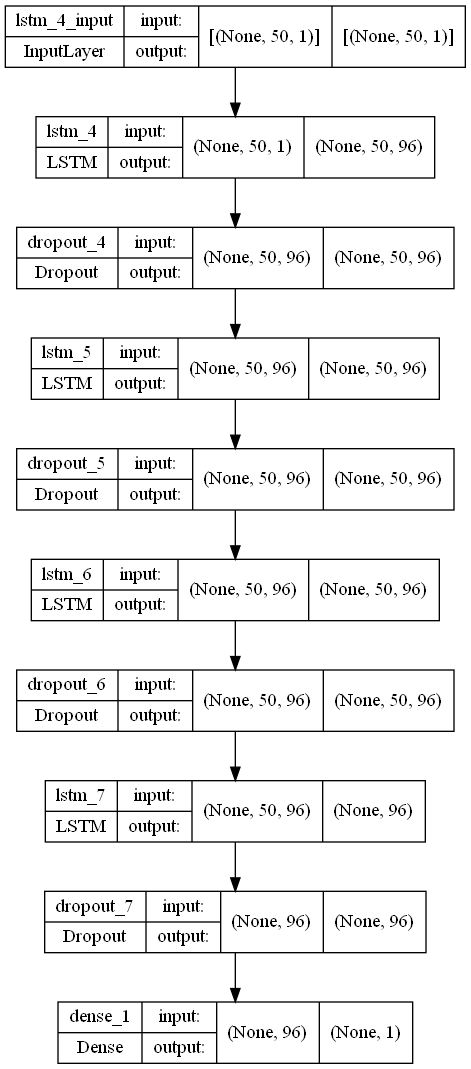 lstm_4_input input: [(None, 50, 1)] [(None, 50, 1)]
InputLayer output:
lstm_4 input: (None, 50, 1) (None, 50, 96)
LSTM output:
dropout_4 input: (None, 50, 96) (None, 50, 96)
Dropout output:
lstm_5 input: (None, 50, 96) (None, 50, 96)
LSTM output:
dropout_5 input: (None, 50, 96) (None, 50, 96)
Dropout output:
lstm_6 input: (None, 50, 96) (None, 50, 96)
LSTM output:
dropout_6 input: (None, 50, 96) (None, 50, 96)
Dropout output:
lstm_7 input: (None, 50, 96) (None, 96)
LSTM output:
dropout_7 input: (None, 96) (None, 96)
Dropout output:
dense_1 input: (None, 96) (None, 1)
Dense output: